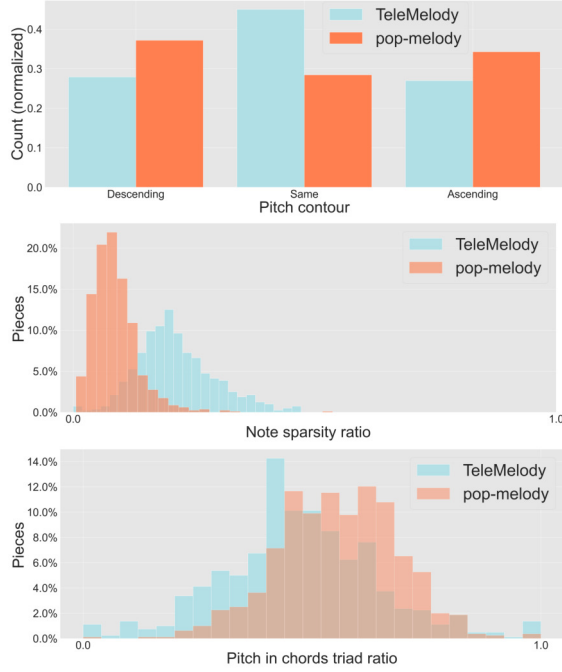 Count (normalized)
0.4
0.3
0.2
0.1
0.0
TeleMelody
pop-melody
Descending
Same
Ascending
Pitch contour
Pieces
20.0%
15.0%
10.0%
5.0%
0.0%
TeleMelody
pop-melody
0.0
1.0
Note sparsity ratio
Pieces
14.0%
12.0%
10.0%
8.0%
6.0%
4.0%
2.0%
0.0%
TeleMelody
pop-melody
0.0
1.0
Pitch in chords triad ratio